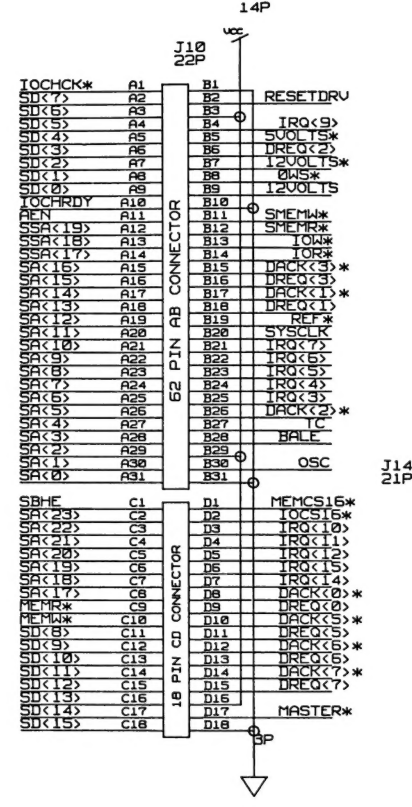 14P
VCC
J10
22P
IOCHCK* A1 B1
SD<7> A2 B2 RESETDRV
SD<6> A3 B3
SD<5> A4 B4 IRQ<9>
SD<4> A5 B5 5VOLTS*
SD<3> A6 B6 DREQ<2>
SD<2> A7 B7 12VOLTS*
SD<1> A8 B8 0WS*
SD<0> A9 B9 12VOLTS
IOCHRDY A10 B10
AEN A11 B11 SMEMW*
SSA<19> A12 B12 SMEMR*
SSA<18> A13 B13 IOW*
SSA<17> A14 B14 IOR*
SA<16> A15 B15 DACK<3>*
SA<15> A16 B16 DREQ<3>
SA<14> A17 B17 DACK<1>*
SA<13> A18 B18 DREQ<1>
SA<12> A19 B19 REF*
SA<11> A20 B20 SYSCLK
SA<10> A21 B21 IRQ<7>
SA<9> A22 B22 IRQ<6>
SA<8> A23 B23 IRQ<5>
SA<7> A24 B24 IRQ<4>
SA<6> A25 B25 IRQ<3>
SA<5> A26 B26 DACK<2>*
SA<4> A27 B27 TC
SA<3> A28 B28 BALE
SA<2> A29 B29
SA<1> A30 B30 OSC
SA<0> A31 B31
62 PIN AB CONNECTOR
J14
21P
SBHE C1 D1 MEMCS16*
SA<23> C2 D2 IOCS16*
SA<22> C3 D3 IRQ<10>
SA<21> C4 D4 IRQ<11>
SA<20> C5 D5 IRQ<12>
SA<19> C6 D6 IRQ<15>
SA<18> C7 D7 IRQ<14>
SA<17> C8 D8 DACK<0>*
MEMR* C9 D9 DREQ<0>
MEMW* C10 D10 DACK<5>*
SD<8> C11 D11 DREQ<5>
SD<9> C12 D12 DACK<6>*
SD<10> C13 D13 DREQ<6>
SD<11> C14 D14 DACK<7>*
SD<12> C15 D15 DREQ<7>
SD<13> C16 D16
SD<14> C17 D17 MASTER*
SD<15> C18 D18
18 PIN CD CONNECTOR
3P